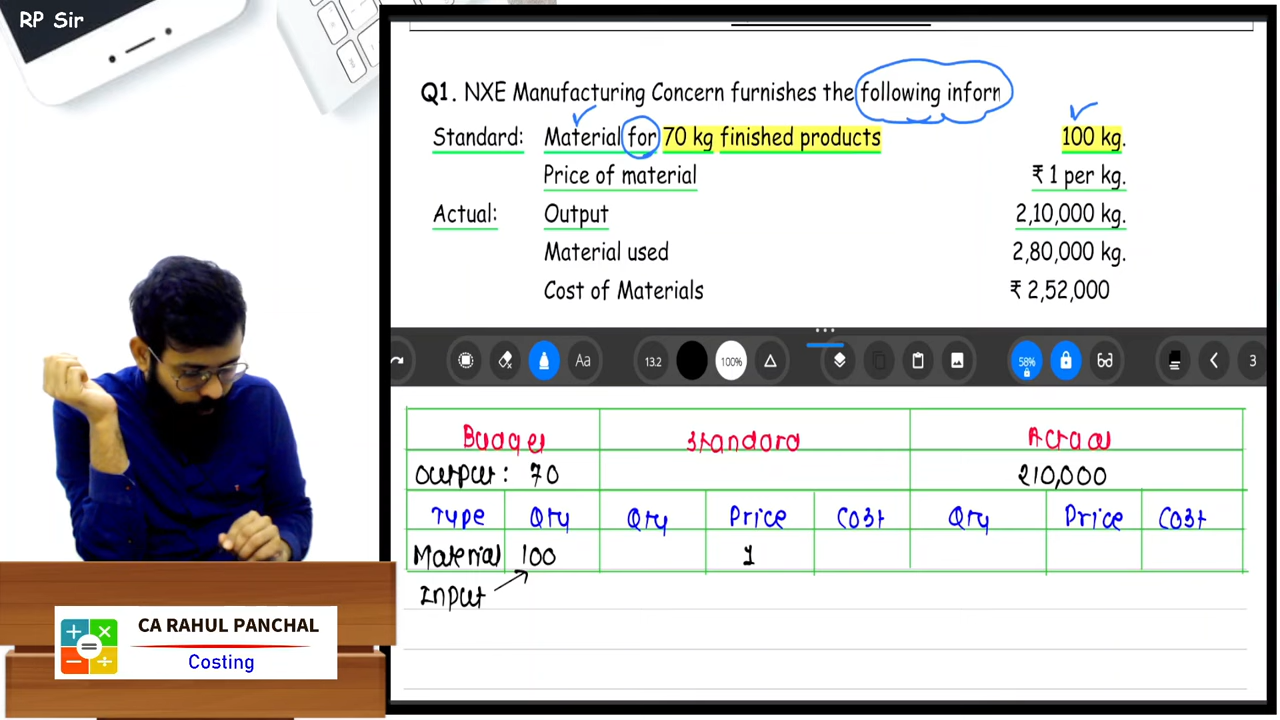 RP Sir
Q1. NXE Manufacturing Concern furnishes the following inform
Standard: Material for 70 kg finished products 100 kg.
Price of material ₹ 1 per kg.
Actual: Output 2,10,000 kg.
Material used 2,80,000 kg.
Cost of Materials ₹ 2,52,000
Aa 13.2 100% 58% 3
Budget Standard Actual
Output: 70 210,000
Type Qty Qty Price Cost Qty Price Cost
Material 100 1
Input
CA RAHUL PANCHAL
Costing